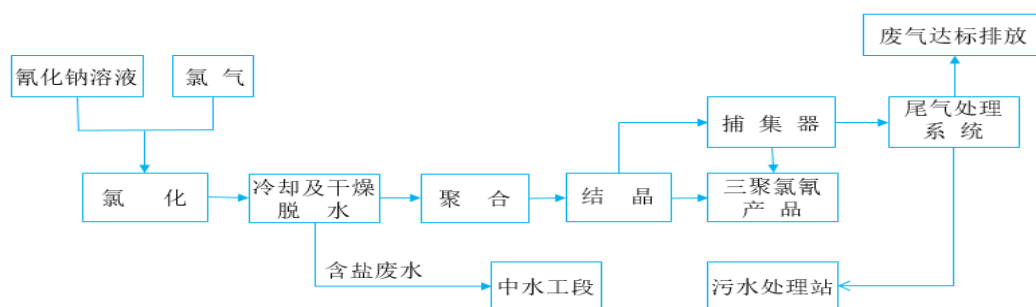 废气达标排放
氰化钠溶液
氯 气
捕 集 器
尾气处理
系 统
氯 化
冷却及干燥
脱 水
聚 合
结 晶
三聚氯氰
产 品
含盐废水
中水工段
污水处理站